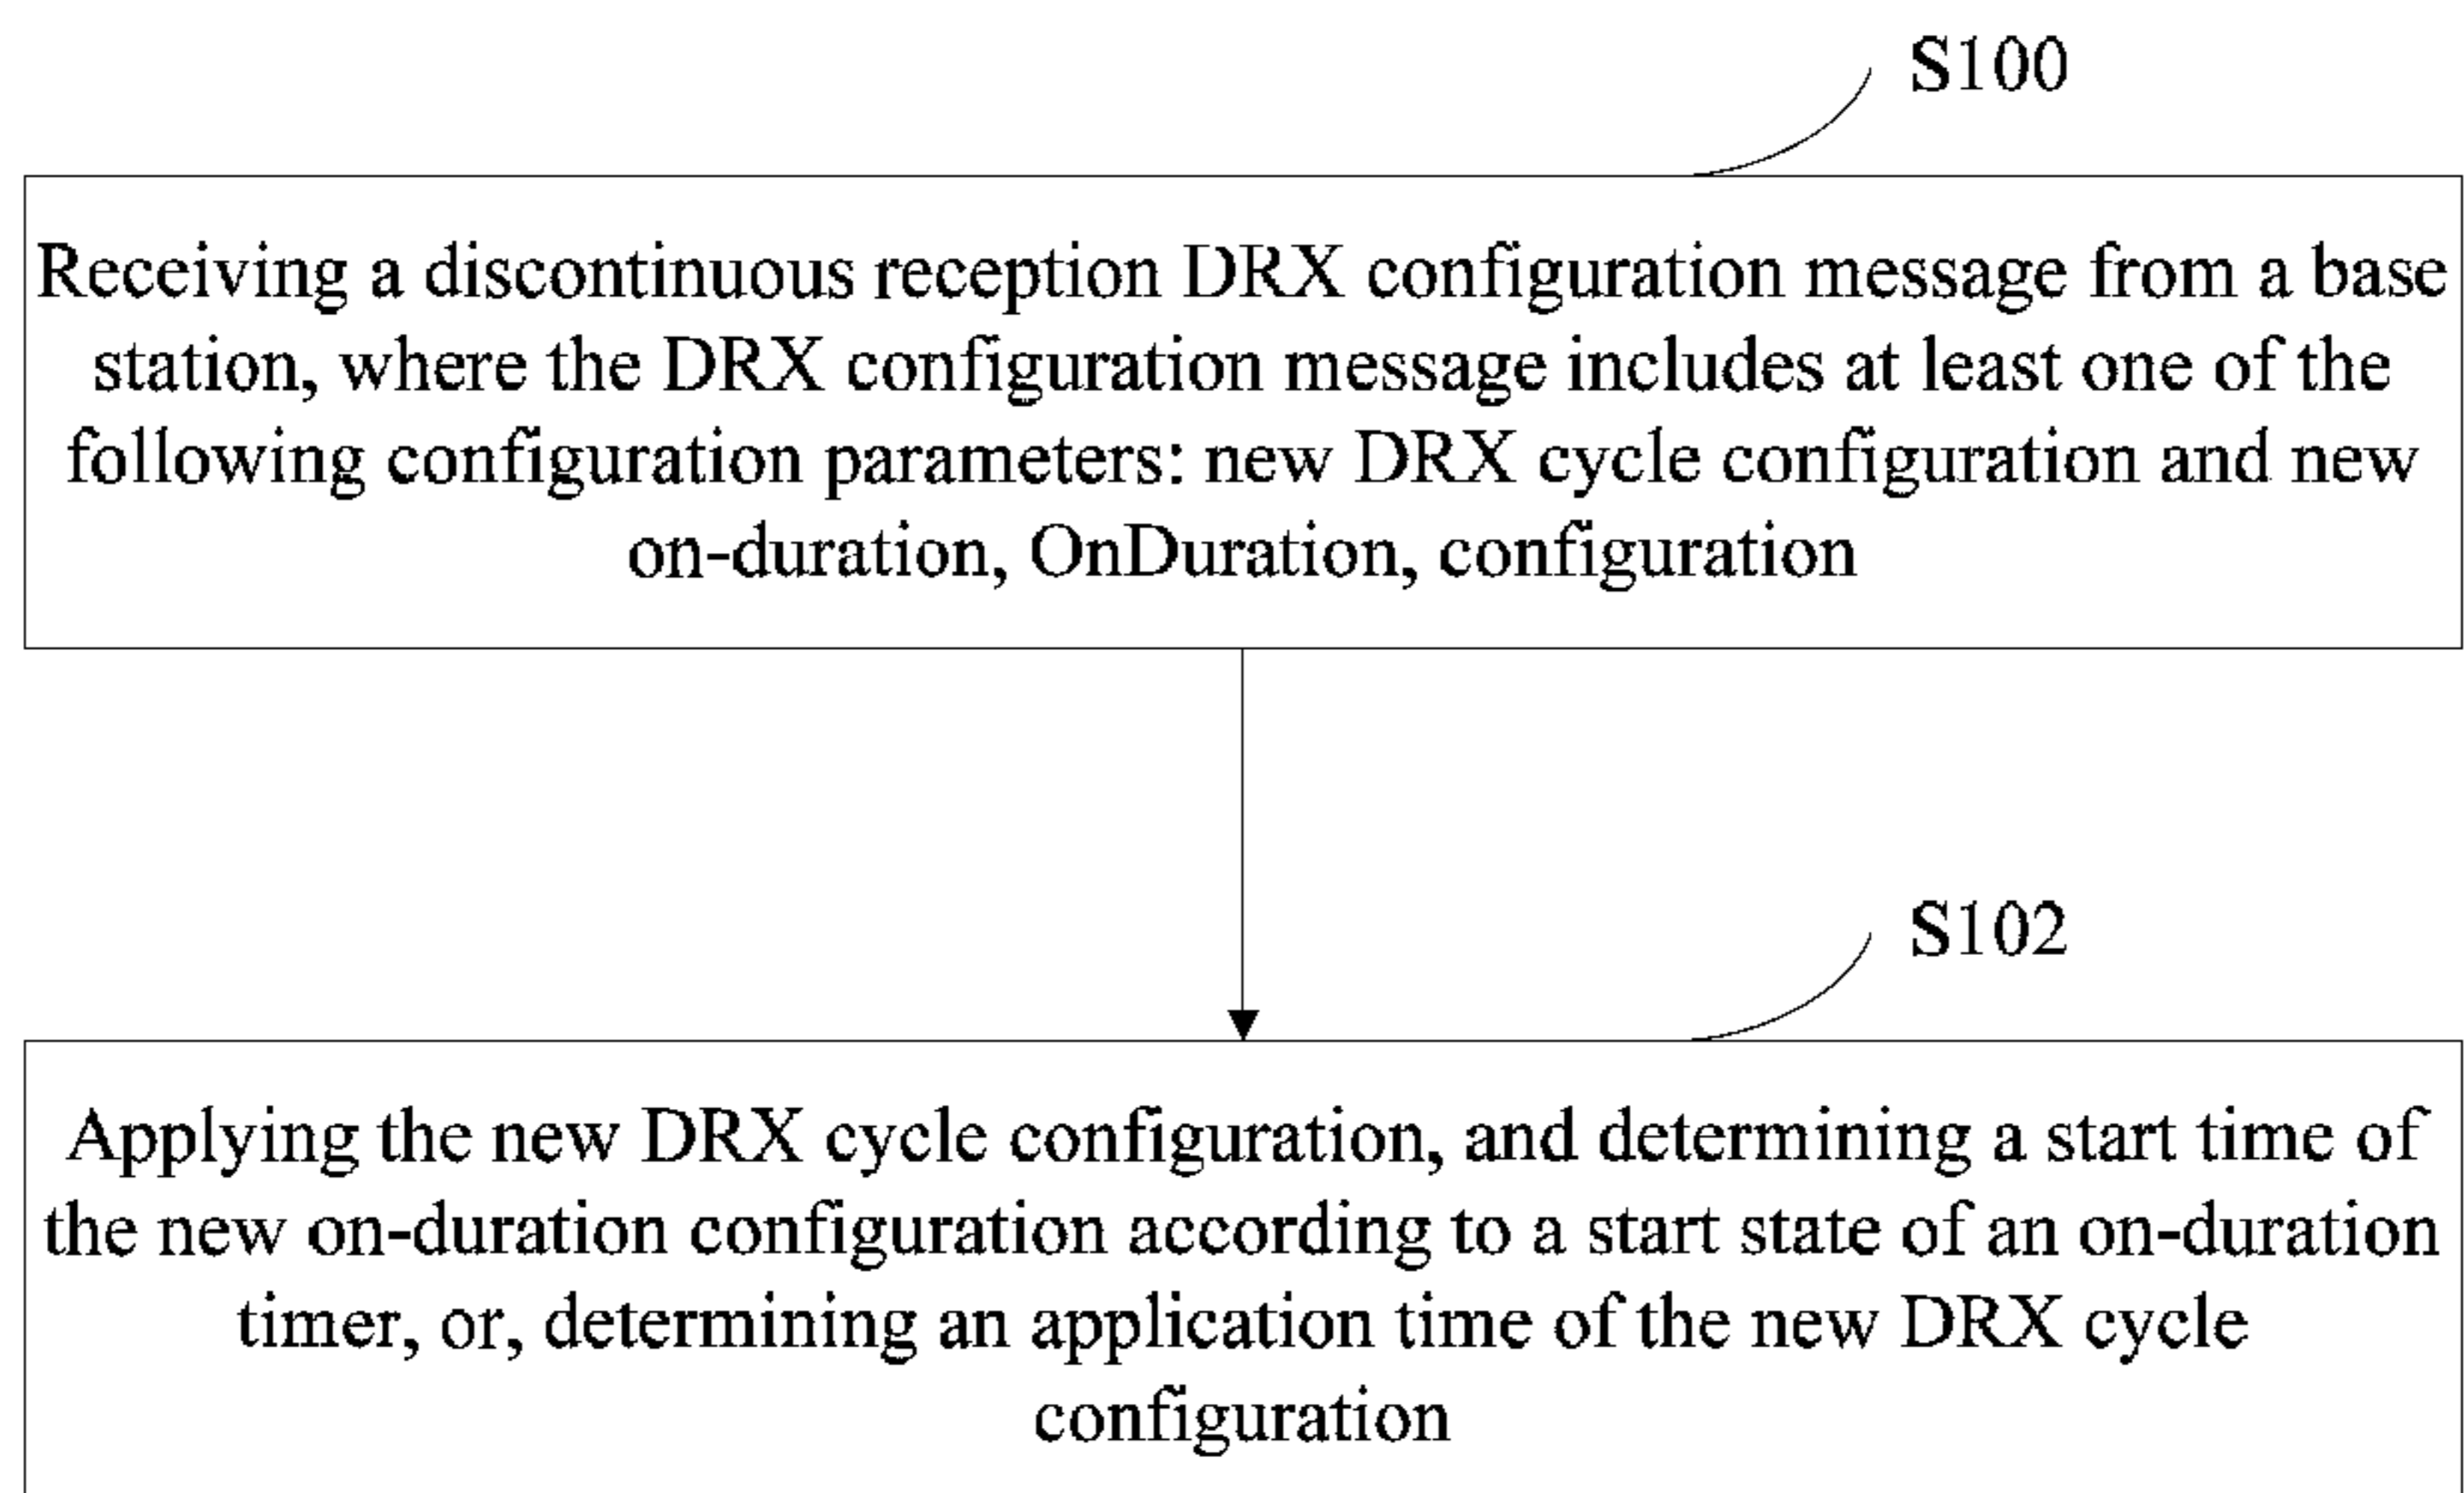 S100
Receiving a discontinuous reception DRX configuration message from a base
station, where the DRX configuration message includes at least one of the
following configuration parameters: new DRX cycle configuration and new
on-duration, OnDuration, configuration
S102
Applying the new DRX cycle configuration, and determining a start time of
the new on-duration configuration according to a start state of an on-duration
timer, or, determining an application time of the new DRX cycle
configuration